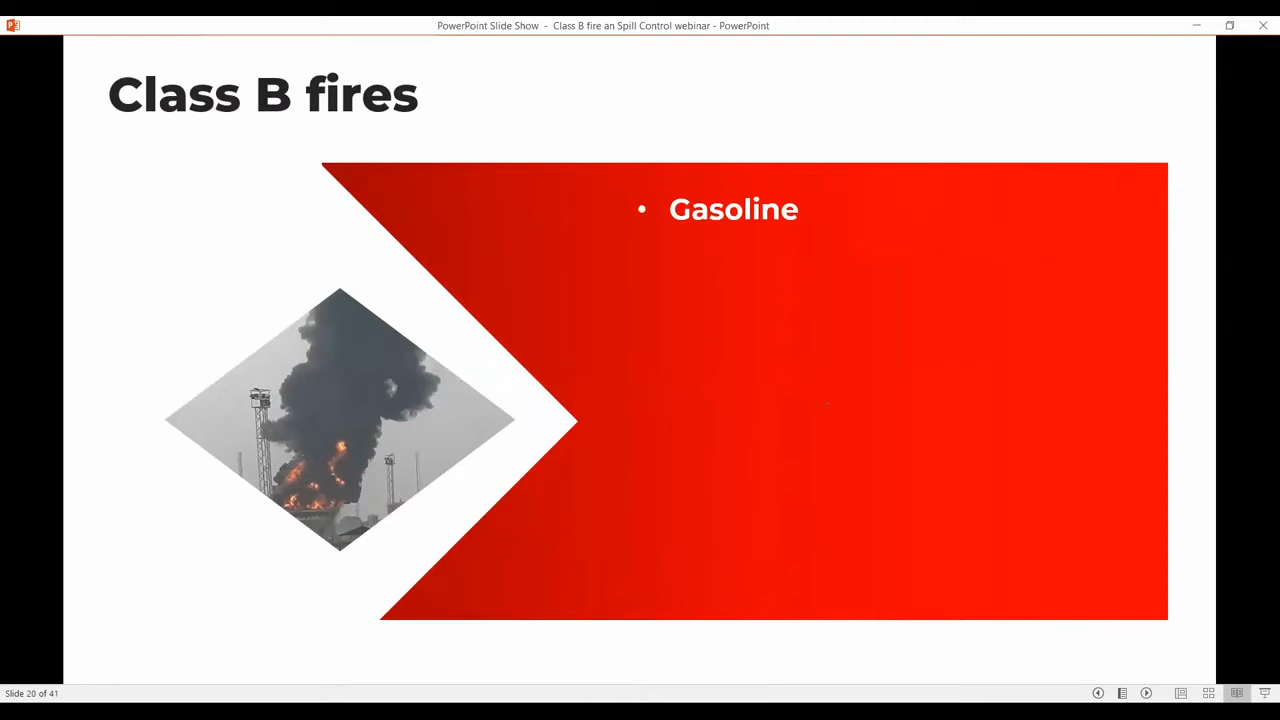 PowerPoint Slide Show - Class B fire an Spill Control webinar - PowerPoint
Class B fires
• Gasoline
Slide 20 of 41